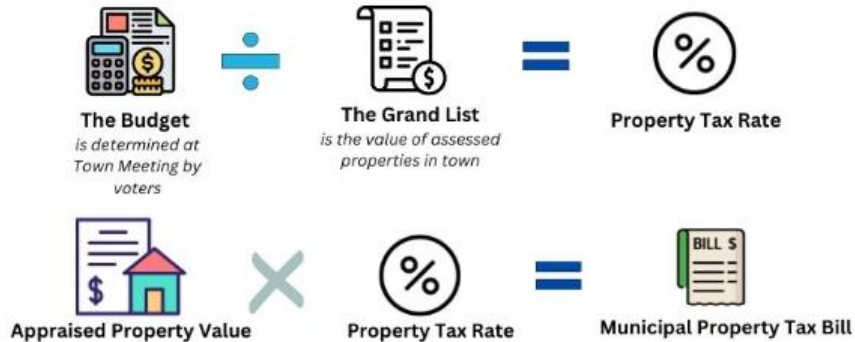 The Budget
is determined at
Town Meeting by
voters
The Grand List
is the value of assessed
properties in town
Property Tax Rate
$
$
%
$
Appraised Property Value
%
Property Tax Rate
BILL $
Municipal Property Tax Bill